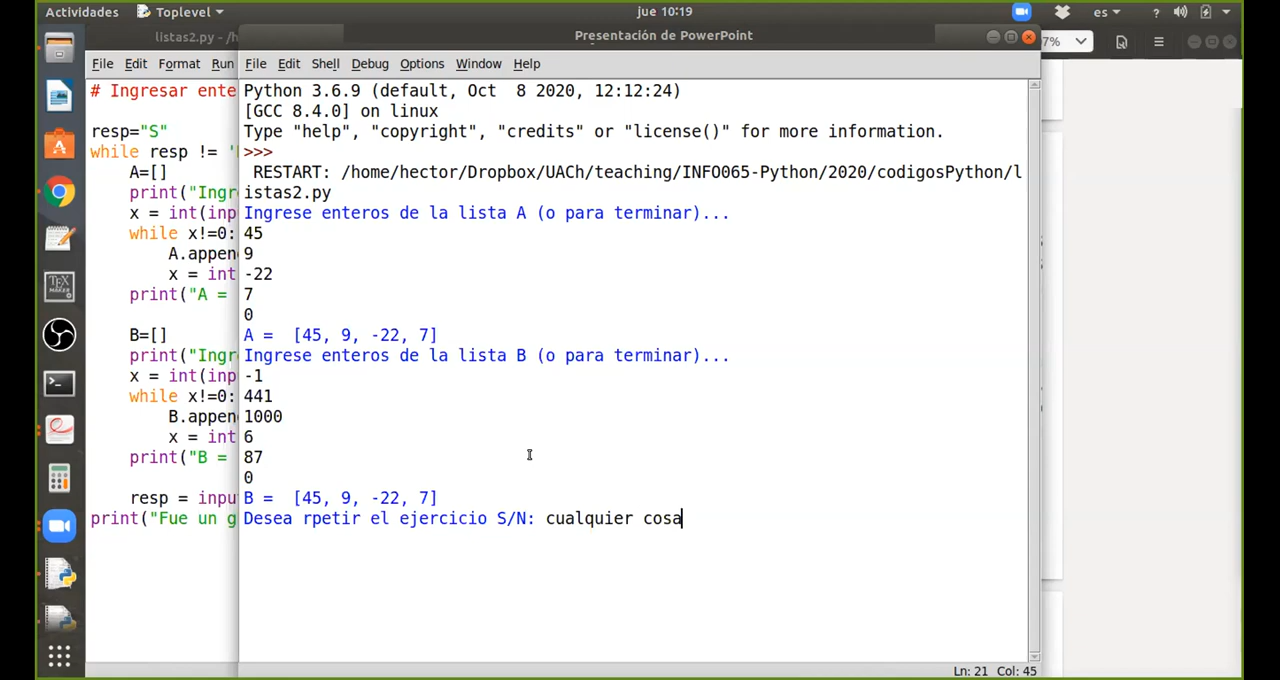 Actividades Toplevel jue 10:19 es ?
listas2.py - /h
Presentación de PowerPoint
7%
File Edit Format Run
File Edit Shell Debug Options Window Help
# Ingresar ente
resp="S"
while resp != '
A=[]
print("Ingr
x = int(inp
while x!=0:
A.appen
x = int
print("A =
B=[]
print("Ingr
x = int(inp
while x!=0:
B.appen
x = int
print("B =
resp = inpu
print("Fue un g
Python 3.6.9 (default, Oct  8 2020, 12:12:24)
[GCC 8.4.0] on linux
Type "help", "copyright", "credits" or "license()" for more information.
>>>
RESTART: /home/hector/Dropbox/UACh/teaching/INFO065-Python/2020/codigosPython/l
istas2.py
Ingrese enteros de la lista A (o para terminar)...
45
9
-22
7
0
A =  [45, 9, -22, 7]
Ingrese enteros de la lista B (o para terminar)...
-1
441
1000
6
87
0
B =  [45, 9, -22, 7]
Desea rpetir el ejercicio S/N: cualquier cosa
Ln: 21 Col: 45